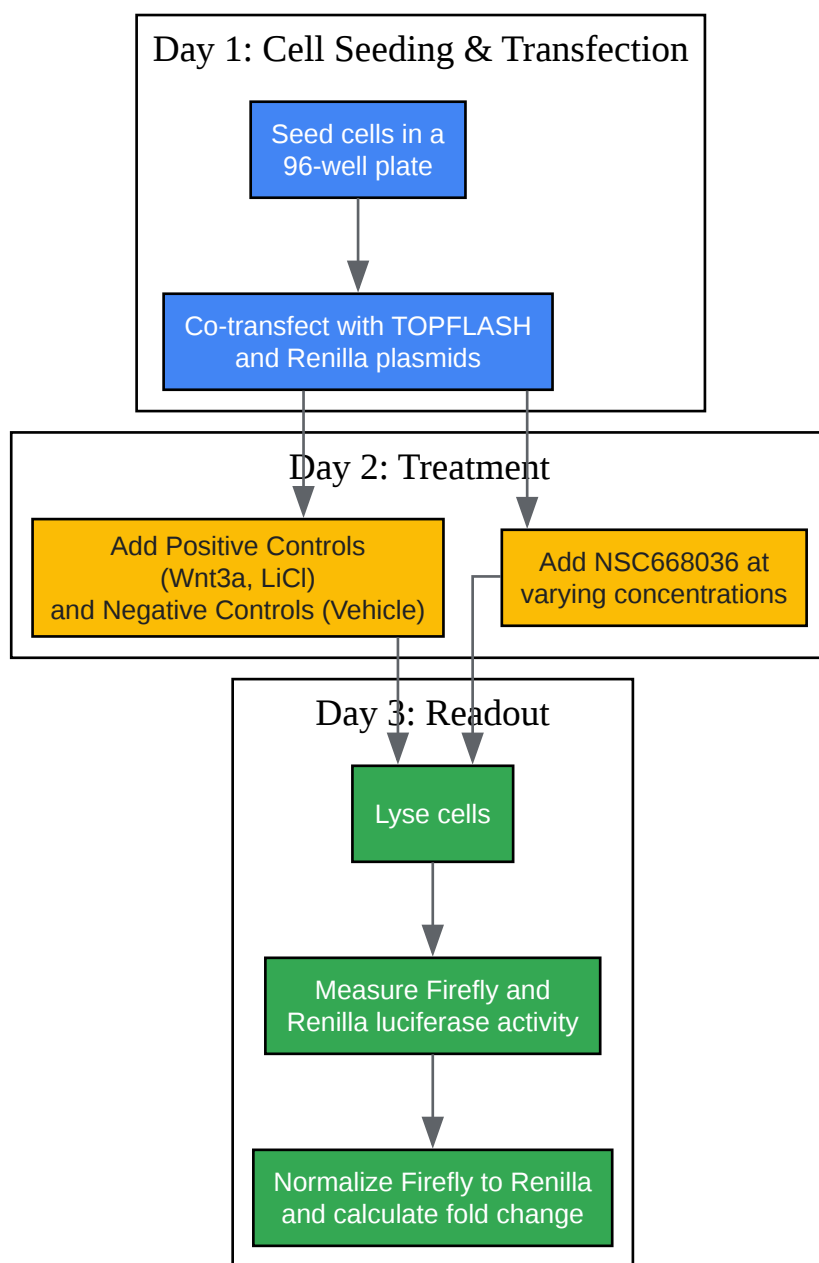 Day 1: Cell Seeding & Transfection
Seed cells in a
96-well plate
Co-transfect with TOPFLASH
and Renilla plasmids
Day 2: Treatment
Add Positive Controls
(Wnt3a, LiCl)
and Negative Controls (Vehicle)
Add NSC668036 at
varying concentrations
Day 3: Readout
Lyse cells
Measure Firefly and
Renilla luciferase activity
Normalize Firefly to Renilla
and calculate fold change